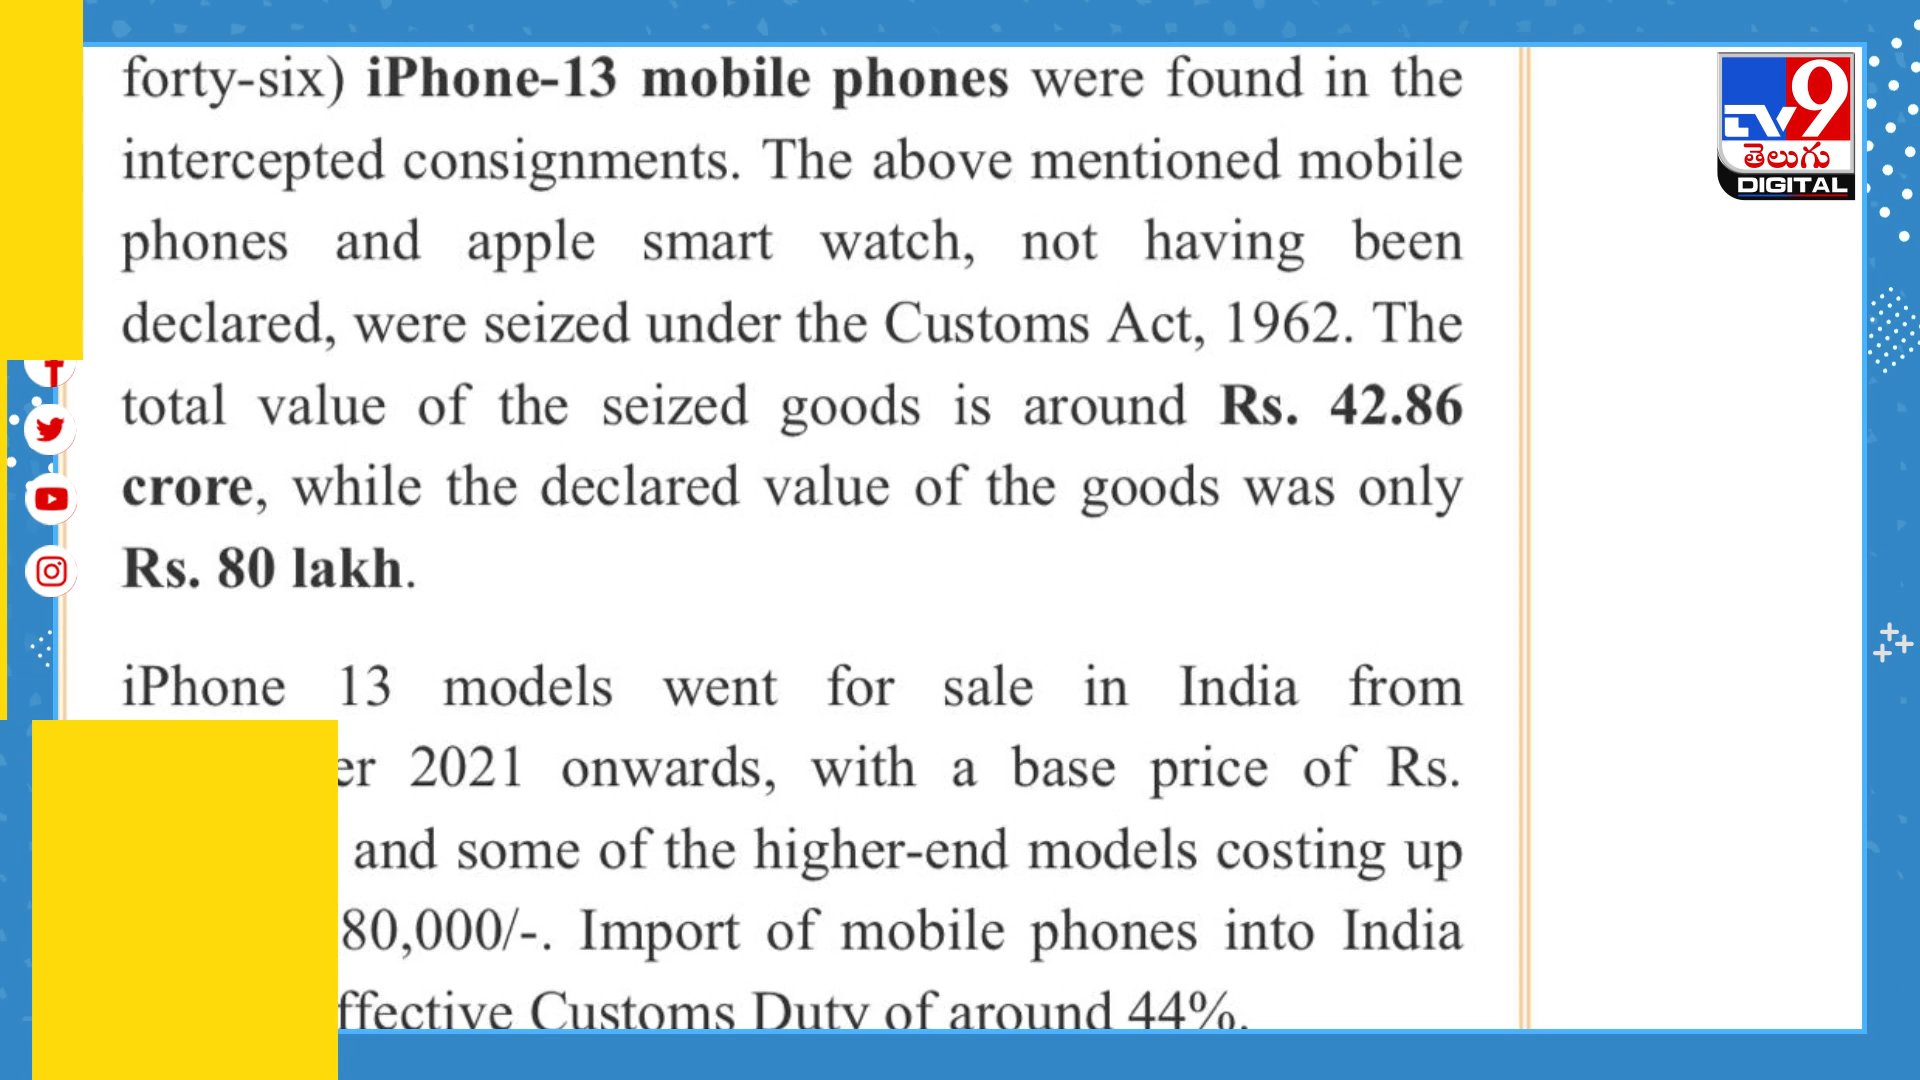 forty-six) iPhone-13 mobile phones were found in the
intercepted consignments. The above mentioned mobile
phones and apple smart watch, not having been
declared, were seized under the Customs Act, 1962. The
total value of the seized goods is around Rs. 42.86
crore, while the declared value of the goods was only
Rs. 80 lakh.
iPhone 13 models went for sale in India from
2021 onwards, with a base price of Rs.
and some of the higher-end models costing up
80,000/-. Import of mobile phones into India
Customs Duty of around 44%.
TV9
తెలుగు
DIGITAL